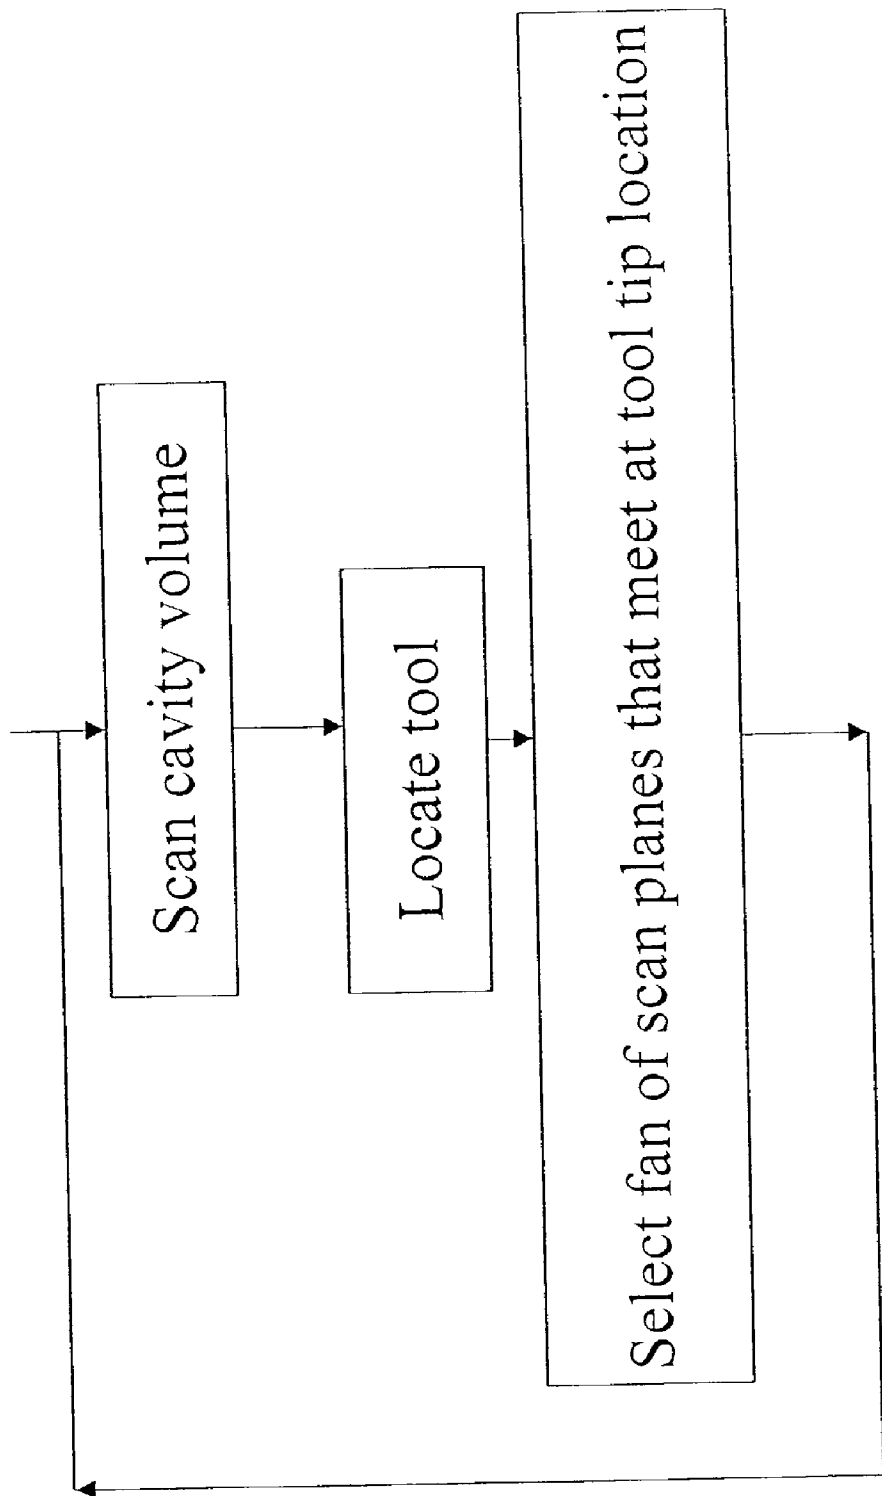 Scan cavity volume
Locate tool
Select fan of scan planes that meet at tool tip location